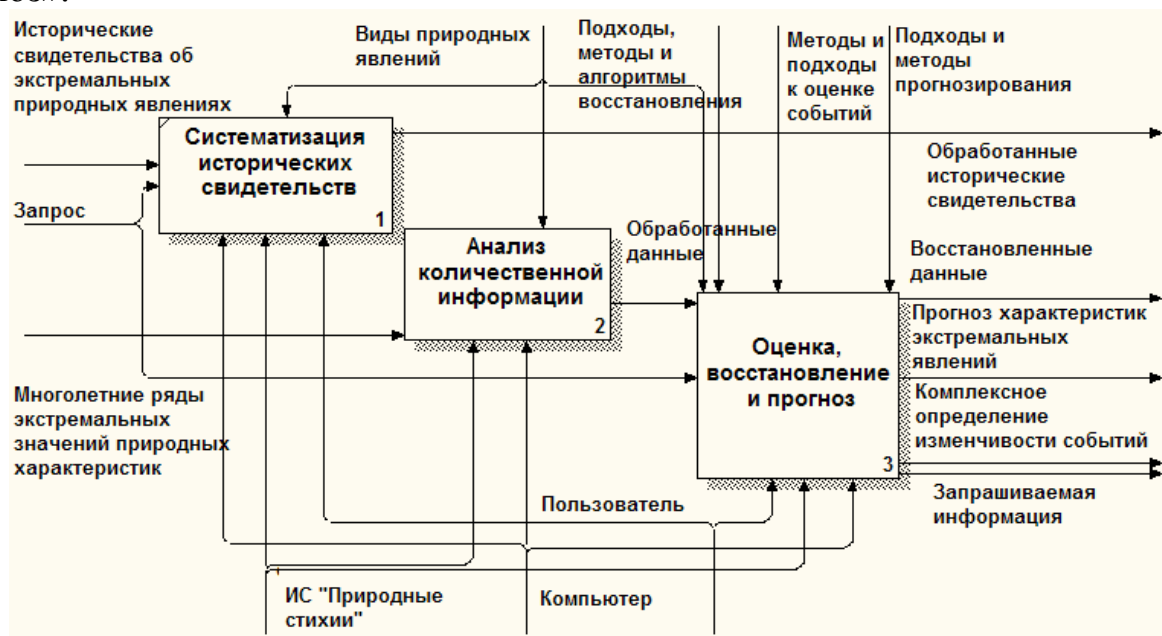 Исторические
свидетельства об
экстремальных
природных явлениях
Виды природных
явлений
Подходы,
методы и
алгоритмы
восстановления
Методы и
подходы
к оценке
событий
Подходы и
методы
прогнозирования
Систематизация
исторических
свидетельств
1
Обработанные
исторические
свидетельства
Запрос
Анализ
количественной
информации
2
Обработанные
данные
Восстановленные
данные
Оценка,
восстановление
и прогноз
3
Прогноз характеристик
экстремальных
явлений
Многолетние ряды
экстремальных
значений природных
характеристик
Комплексное
определение
изменчивости событий
Запрашиваемая
информация
Пользователь
ИС "Природные
стихии"
Компьютер